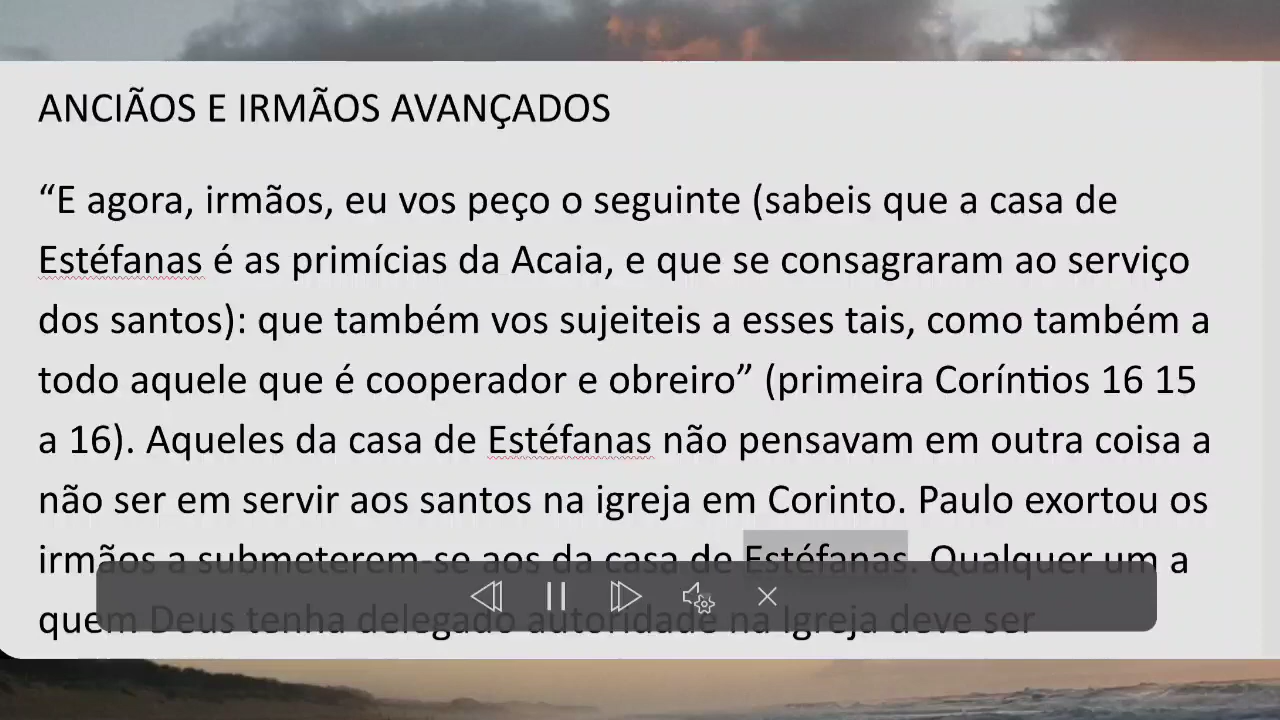 ANCIÃOS E IRMÃOS AVANÇADOS
“E agora, irmãos, eu vos peço o seguinte (sabeis que a casa de
Estéfanas é as primícias da Acaia, e que se consagraram ao serviço
dos santos): que também vos sujeiteis a esses tais, como também a
todo aquele que é cooperador e obreiro” (primeira Coríntios 16 15
a 16). Aqueles da casa de Estéfanas não pensavam em outra coisa a
não ser em servir aos santos na igreja em Corinto. Paulo exortou os
irmãos a submeterem-se aos da casa de Estéfanas. Qualquer um a
quem Deus tenha delegado autoridade na Igreja deve ser